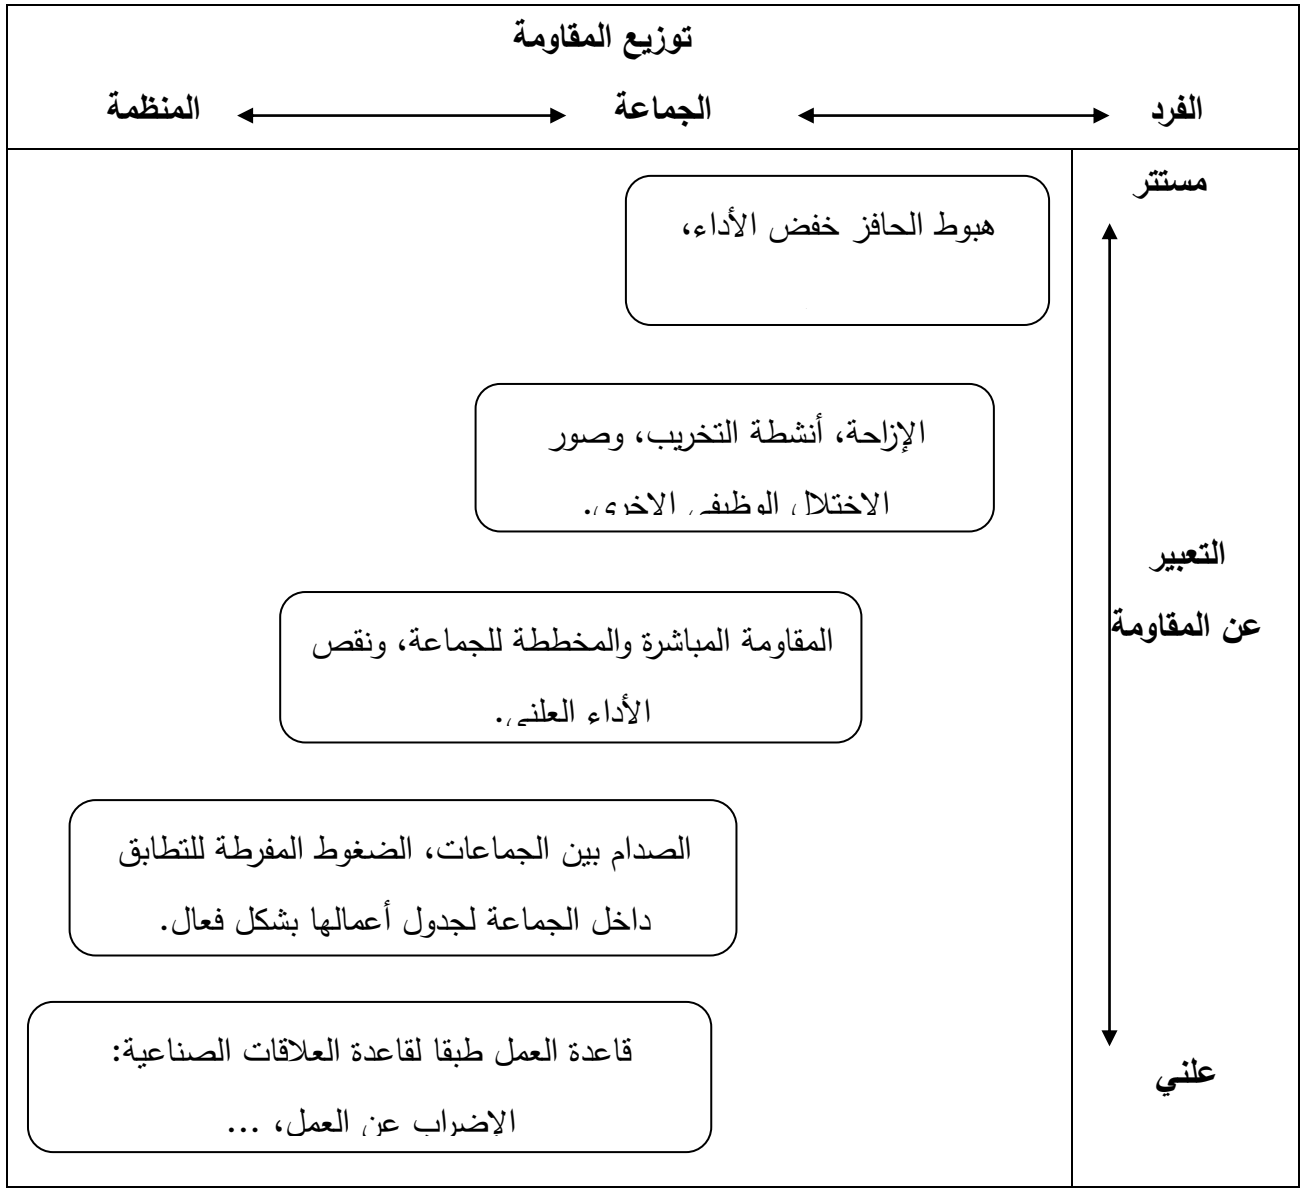 توزيع المقاومة
الفرد الجماعة المنظمة
مستتر
هبوط الحافز خفض الأداء،
الإزاحة، أنشطة التخريب، وصور
الاختلال الوظيفي الاخرى.
التعبير
عن المقاومة
المقاومة المباشرة والمخططة للجماعة، ونقص
الأداء العلني.
الصدام بين الجماعات، الضغوط المفرطة للتطابق
داخل الجماعة لجدول أعمالها بشكل فعال.
قاعدة العمل طبقا لقاعدة العلاقات الصناعية:
الإضراب عن العمل، ...
علني